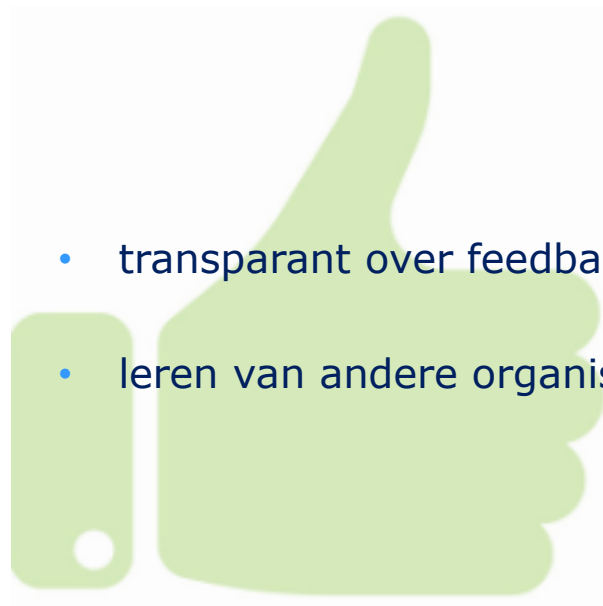 • transparant over feedba
• leren van andere organis